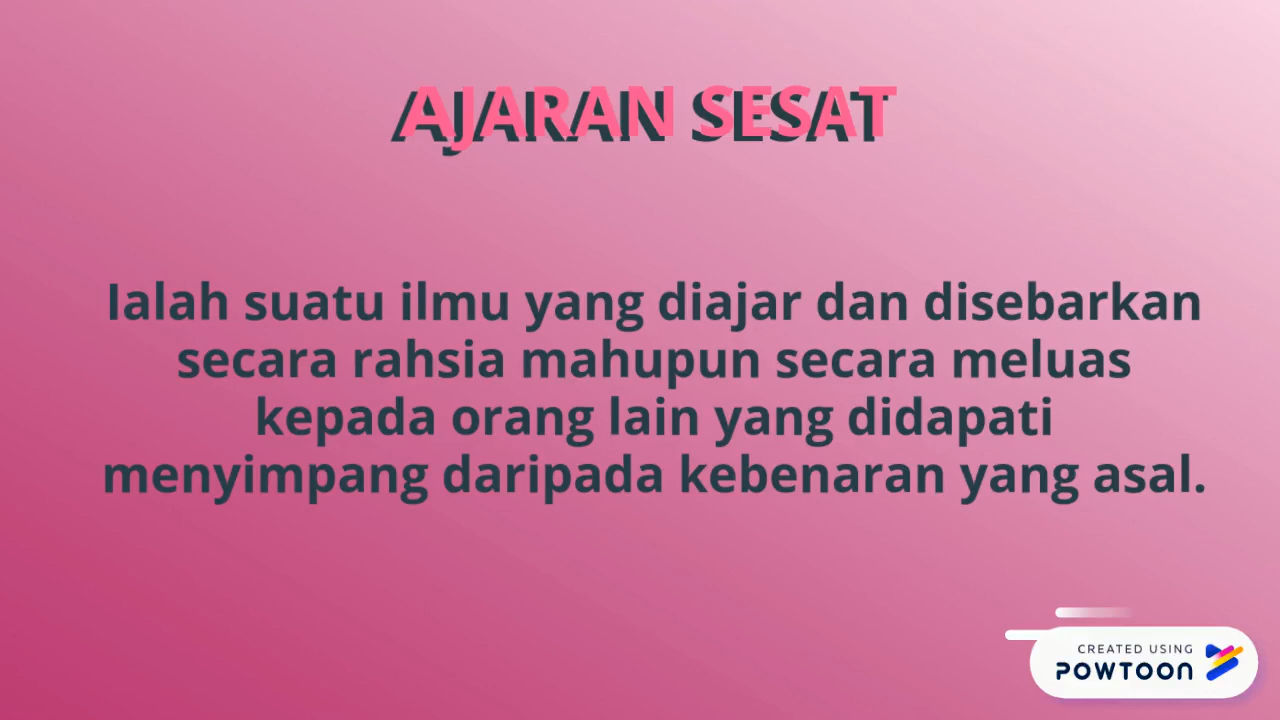 AJARAN SESAT
Ialah suatu ilmu yang diajar dan disebarkan
secara rahsia mahupun secara meluas
kepada orang lain yang didapati
menyimpang daripada kebenaran yang asal.
CREATED USING
POWTOON